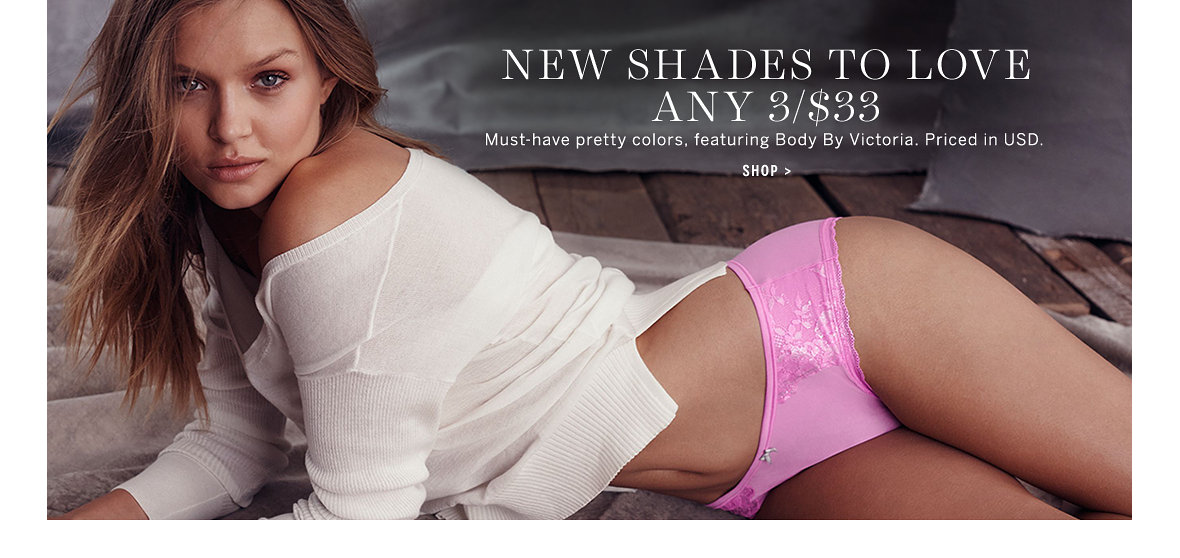 NEW SHADES TO LOVE
ANY 3/$33
Must-have pretty colors, featuring Body By Victoria. Priced in USD.
SHOP >